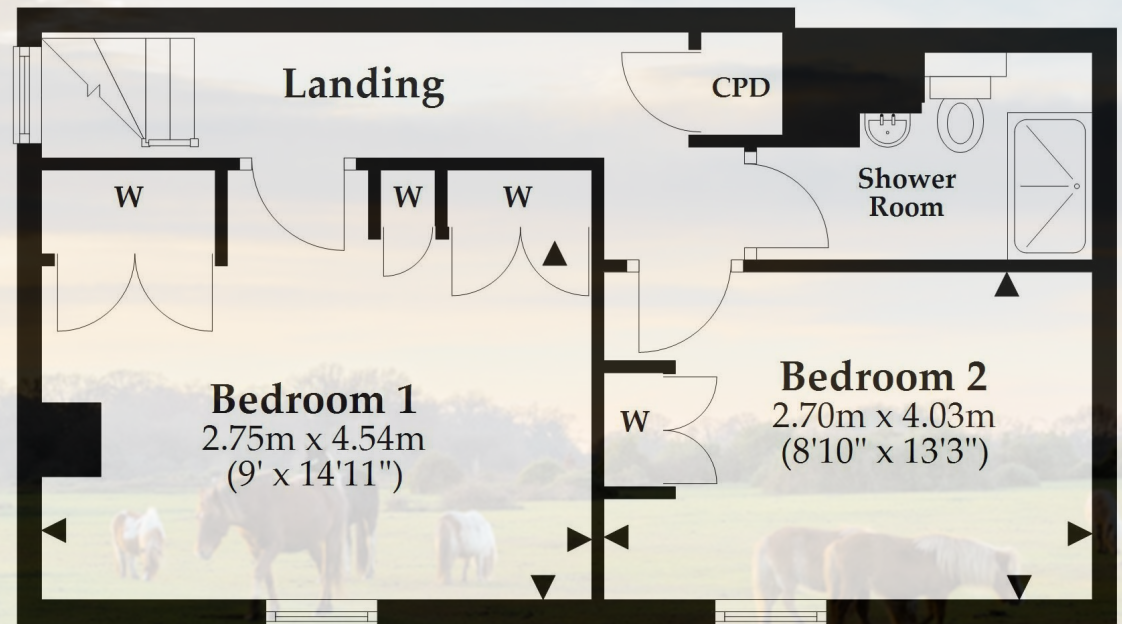 Landing
CPD
W
W
W
Shower
Room
Bedroom 1
2.75m x 4.54m
(9' x 14'11")
Bedroom 2
2.70m x 4.03m
(8'10" x 13'3")
W